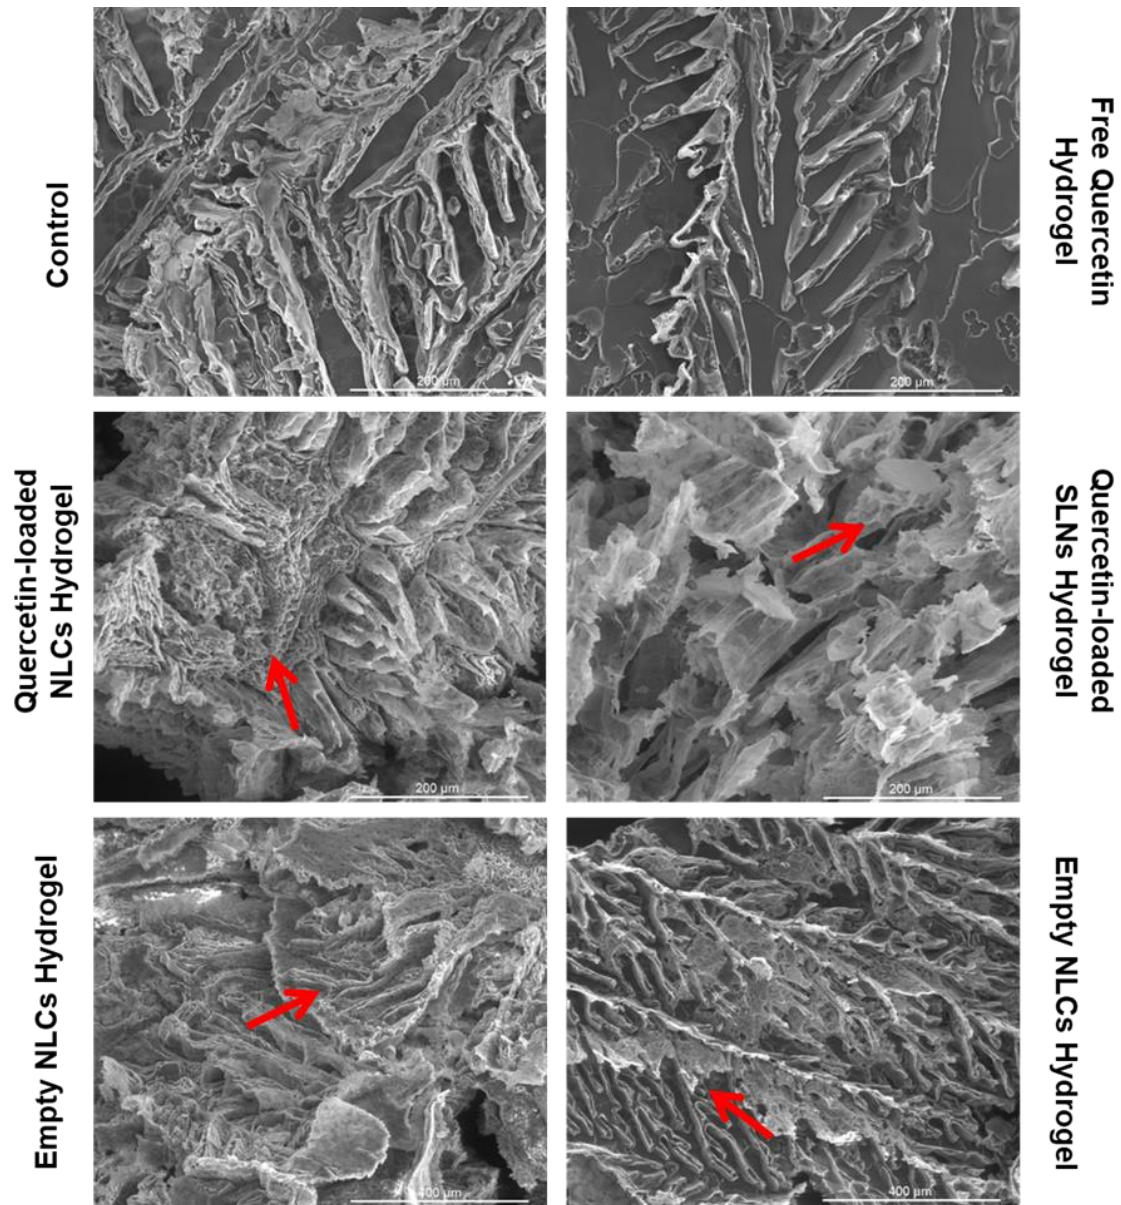 Control
200 µm
Free Quercetin
Hydrogel
200 µm
Quercetin-loaded
NLCs Hydrogel
200 µm
Quercetin-loaded
SLNs Hydrogel
200 µm
Empty NLCs Hydrogel
400 µm
Empty NLCs Hydrogel
400 µm